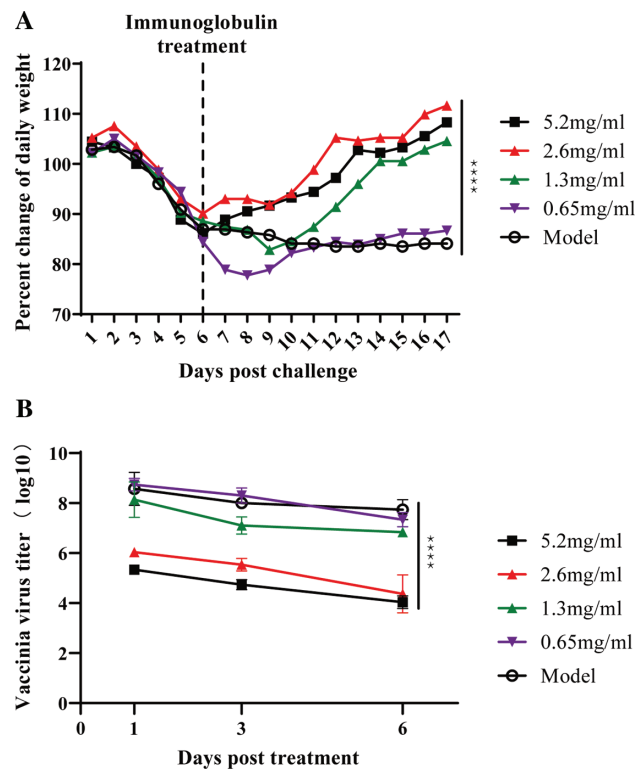 A
Immunoglobulin
treatment
Percent change of daily weight
120
110
100
90
80
70
1 2 3 4 5 6 7 8 9 10 11 12 13 14 15 16 17
Days post challenge
****
5.2mg/ml
2.6mg/ml
1.3mg/ml
0.65mg/ml
Model
B
Vaccinia virus titer（log10）
10
8
6
4
2
0
0 1 3 6
Days post treatment
****
5.2mg/ml
2.6mg/ml
1.3mg/ml
0.65mg/ml
Model